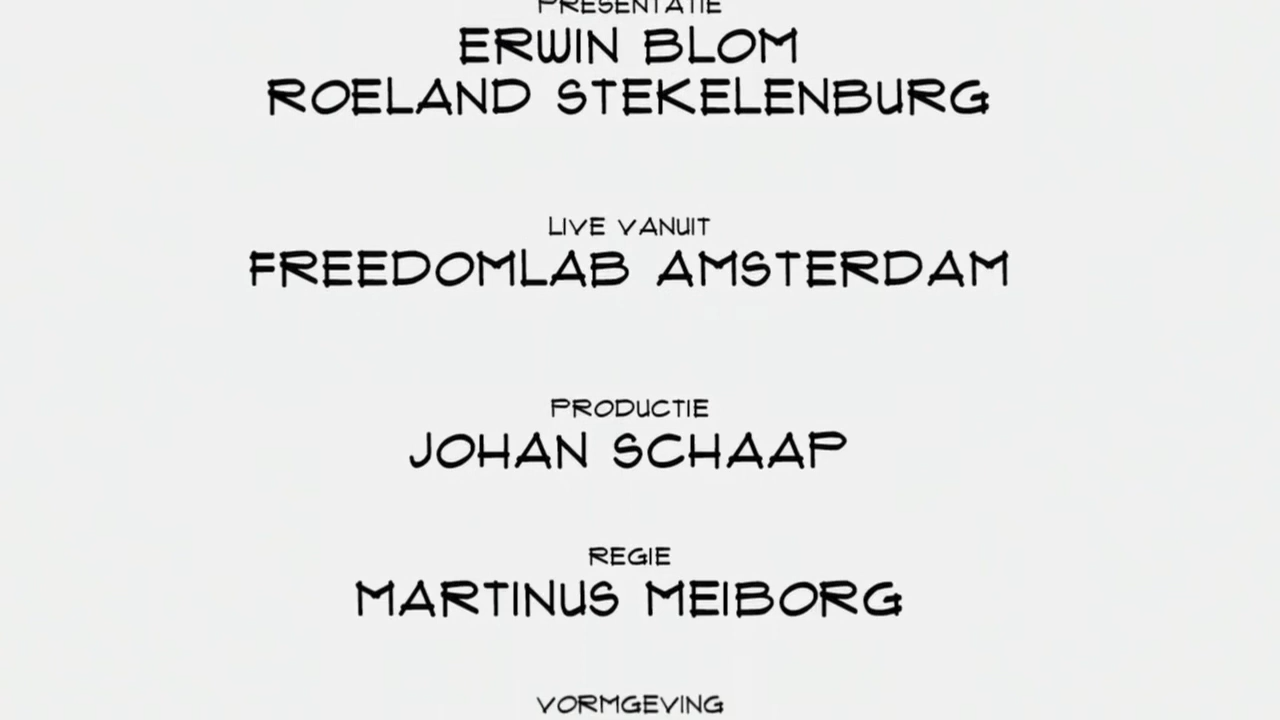 PRESENTATIE
ERWIN BLOM
ROELAND STEKELENBURG
LIVE VANUIT
FREEDOMLAB AMSTERDAM
PRODUCTIE
JOHAN SCHAAP
REGIE
MARTINUS MEIBORG
VORMGEVING